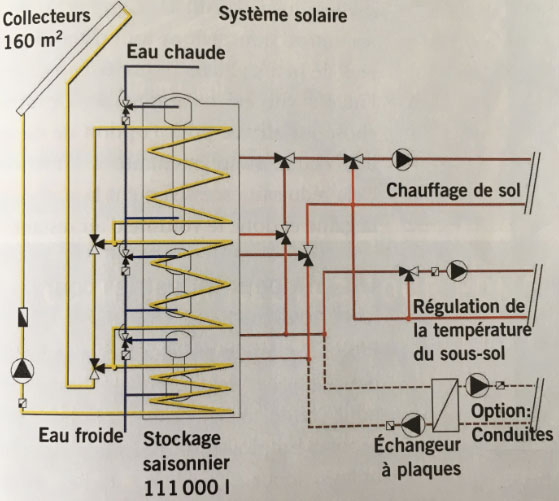 Collecteurs
160 m²
Système solaire
Eau chaude
Chauffage de sol
Régulation de
la température
du sous-sol
Option:
Conduites
Échangeur
à plaques
Eau froide
Stockage
saisonnier
111 000 l